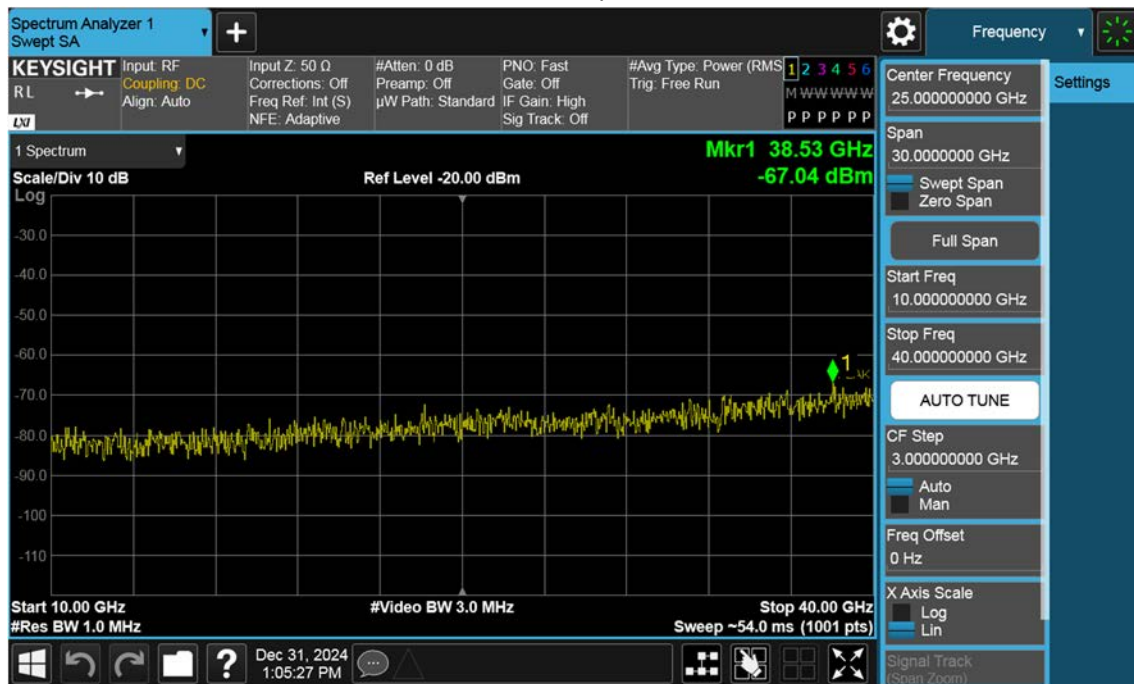 Spectrum Analyzer 1
Swept SA
Frequency
KEYSIGHT
R L
LXI
Input: RF
Coupling: DC
Align: Auto
Input Z: 50 Ω
Corrections: Off
Freq Ref: Int (S)
NFE: Adaptive
#Atten: 0 dB
Preamp: Off
µW Path: Standard
PNO: Fast
Gate: Off
IF Gain: High
Sig Track: Off
#Avg Type: Power (RMS
Trig: Free Run
1 2 3 4 5 6
M W W W W W
P P P P P P
1 Spectrum
Scale/Div 10 dB
Log
Ref Level -20.00 dBm
Mkr1 38.53 GHz
-67.04 dBm
-30.0
-40.0
-50.0
-60.0
-70.0
-80.0
-90.0
-100
-110
1
Start 10.00 GHz
#Res BW 1.0 MHz
#Video BW 3.0 MHz
Stop 40.00 GHz
Sweep ~54.0 ms (1001 pts)
Dec 31, 2024
1:05:27 PM
Center Frequency
25.000000000 GHz
Span
30.0000000 GHz
Swept Span
Zero Span
Full Span
Start Freq
10.000000000 GHz
Stop Freq
40.000000000 GHz
AUTO TUNE
CF Step
3.000000000 GHz
Auto
Man
Freq Offset
0 Hz
X Axis Scale
Log
Lin
Signal Track
(Span Zoom)
Settings